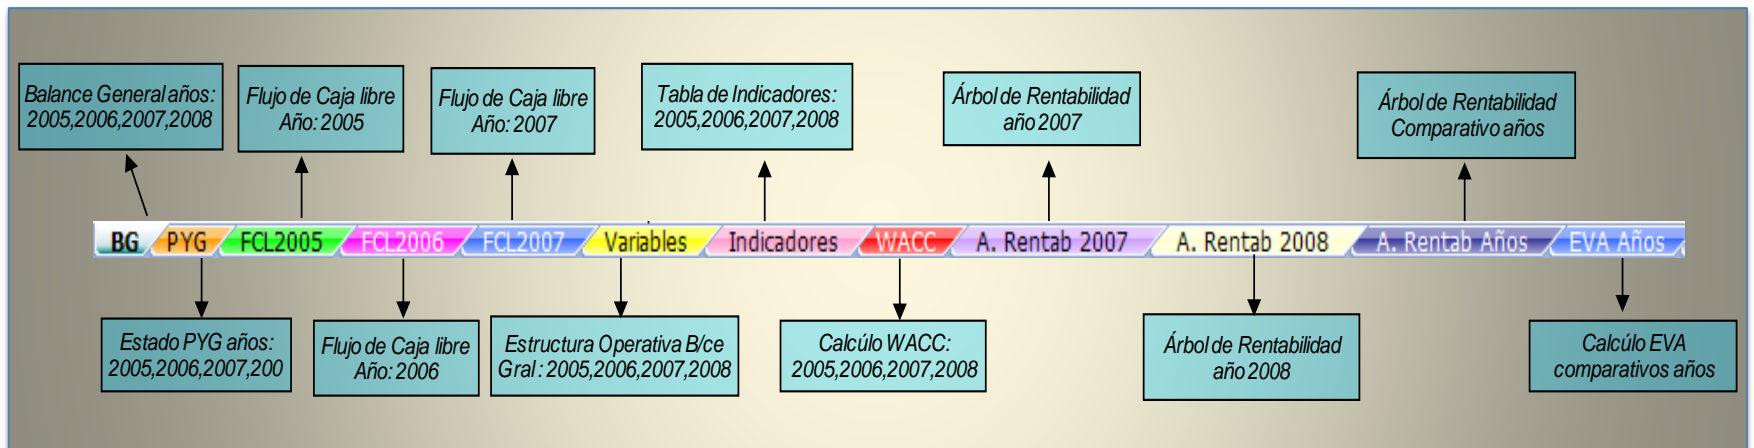 Balance General años:
2005,2006,2007,2008
Flujo de Caja libre
Año: 2005
Flujo de Caja libre
Año: 2007
Tabla de Indicadores:
2005,2006,2007,2008
Árbol de Rentabilidad
año 2007
Árbol de Rentabilidad
Comparativo años
BG PYG FCL2005 FCL2006 FCL2007 Variables Indicadores WACC A. Rentab 2007 A. Rentab 2008 A. Rentab Años EVA Años
Estado PYG años:
2005,2006,2007,200
Flujo de Caja libre
Año: 2006
Estructura Operativa B/ce
Gral : 2005,2006,2007,2008
Calcúlo WACC:
2005,2006,2007,2008
Árbol de Rentabilidad
año 2008
Calcúlo EVA
comparativos años